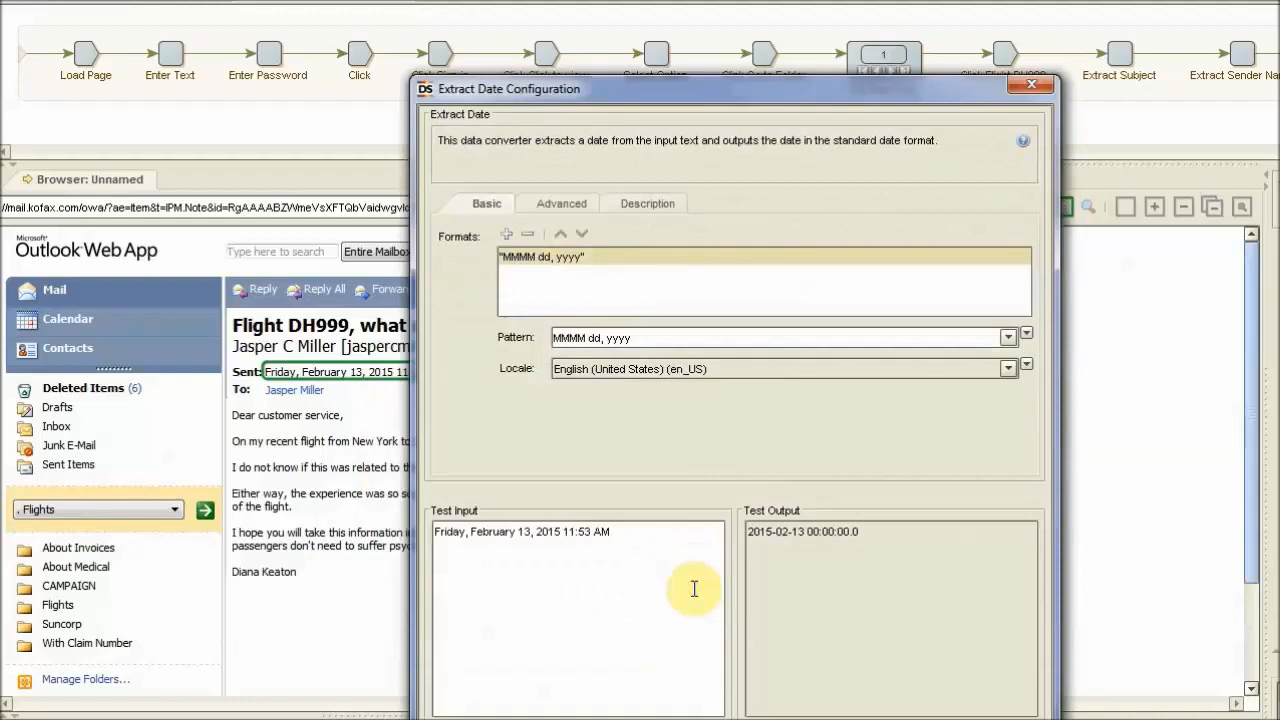 Load Page
Enter Text
Enter Password
Click
1
Extract Subject
Extract Sender Na
DS Extract Date Configuration
Extract Date
This data converter extracts a date from the input text and outputs the date in the standard date format.
Basic
Advanced
Description
Formats:
"MMMM dd, yyyy"
Pattern:
MMMM dd, yyyy
Locale:
English (United States) (en_US)
Test Input
Friday, February 13, 2015 11:53 AM
Test Output
2015-02-13 00:00:00.0
Browser: Unnamed
Microsoft
Outlook Web App
Type here to search
Entire Mailbox
Mail
Calendar
Contacts
Deleted Items (6)
Drafts
Inbox
Junk E-Mail
Sent Items
. Flights
About Invoices
About Medical
CAMPAIGN
Flights
Suncorp
With Claim Number
Manage Folders...
Reply
Reply All
Forwar
Flight DH999, what
Jasper C Miller [jaspercm
Sent: Friday, February 13, 2015 11
To: Jasper Miller
Dear customer service,
On my recent flight from New York to
I do not know if this was related to th
Either way, the experience was so s
of the flight.
I hope you will take this information i
passengers don't need to suffer psy
Diana Keaton